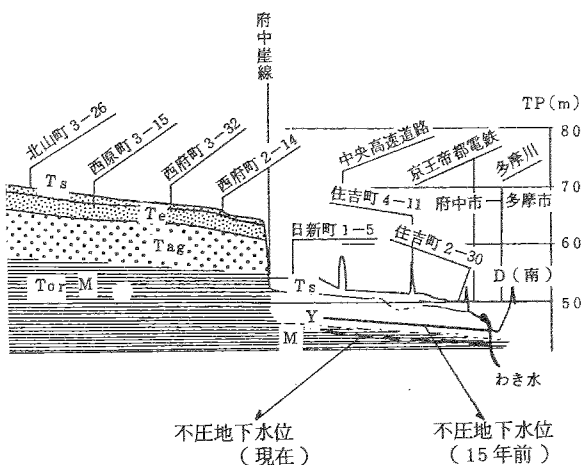 府中崖線
TP(m)
80
70
60
50
北山町3-26
西原町3-15
西府町3-32
西府町2-14
中央高速道路
京王帝都電鉄
多摩川
住吉町4-11
府中市
多摩市
日新町1-5
住吉町2-30
D(南)
Ts
Te
Tag
Tor M
Ts
Y
M
わき水
不圧地下水位
(現在)
不圧地下水位
(15年前)